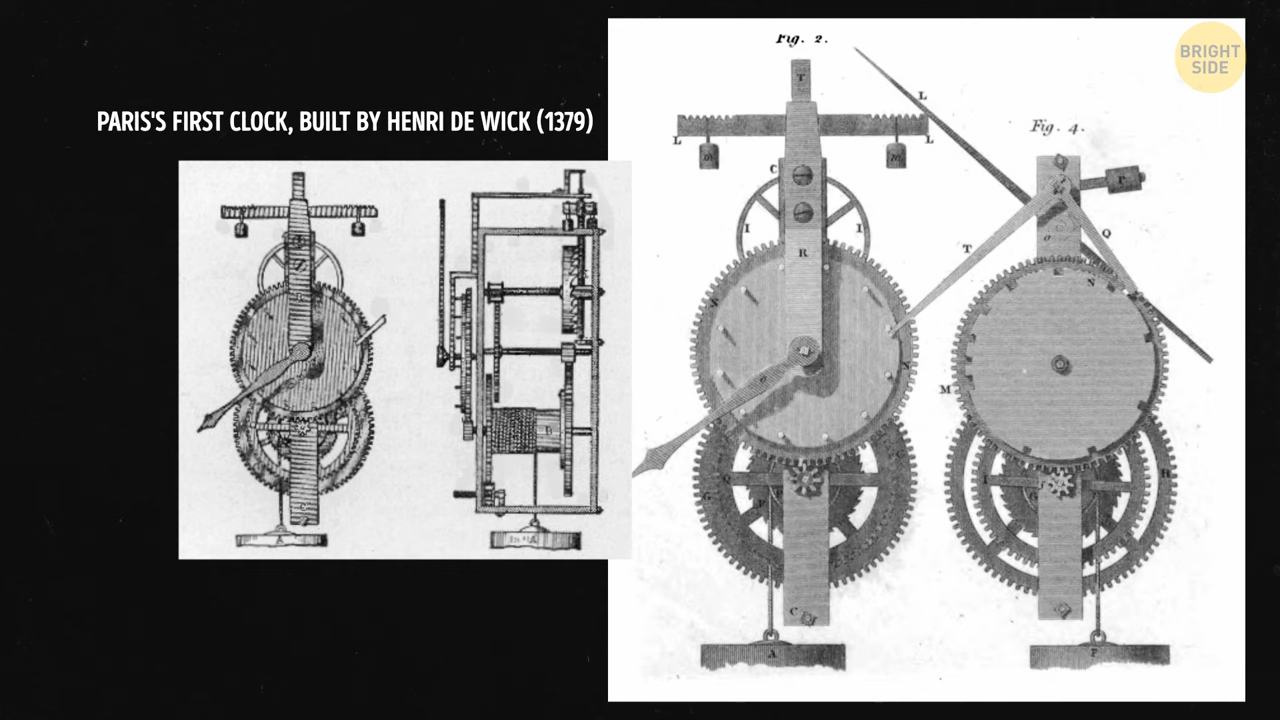 PARIS'S FIRST CLOCK, BUILT BY HENRI DE WICK (1379)
BRIGHT
SIDE
Fig. 2.
T
L
L
L
C
I
I
R
N
A
C
Fig. 4.
T
Q
N
M
I
H
F
A
B